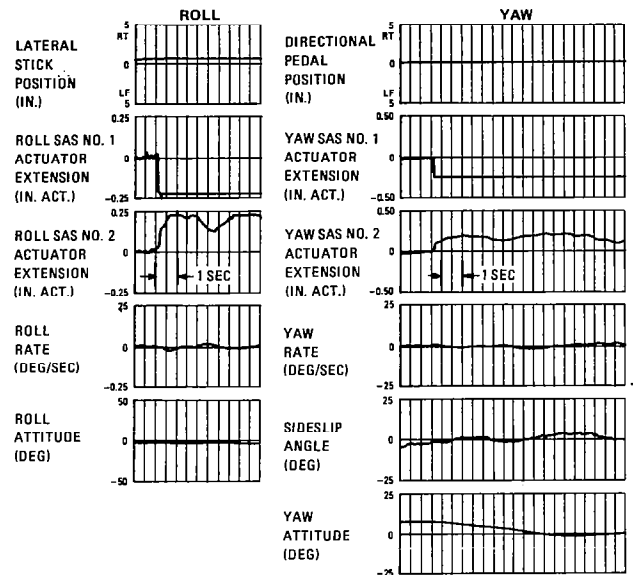 ROLL
LATERAL
STICK
POSITION
(IN.)
RT
5
0
LF
5
ROLL SAS NO. 1
ACTUATOR
EXTENSION
(IN. ACT.)
0.25
0
-0.25
ROLL SAS NO. 2
ACTUATOR
EXTENSION
(IN. ACT.)
0.25
0
-0.25
1 SEC
ROLL
RATE
(DEG/SEC)
25
0
-0.25
ROLL
ATTITUDE
(DEG)
50
0
-50
YAW
DIRECTIONAL
PEDAL
POSITION
(IN.)
5
RT
0
LF
5
YAW SAS NO. 1
ACTUATOR
EXTENSION
(IN. ACT.)
0.50
0
-0.50
YAW SAS NO. 2
ACTUATOR
EXTENSION
(IN. ACT.)
0.50
0
-0.50
1 SEC
YAW
RATE
(DEG/SEC)
25
0
-25
SIDESLIP
ANGLE
(DEG)
25
0
-25
YAW
ATTITUDE
(DEG)
25
0
-25